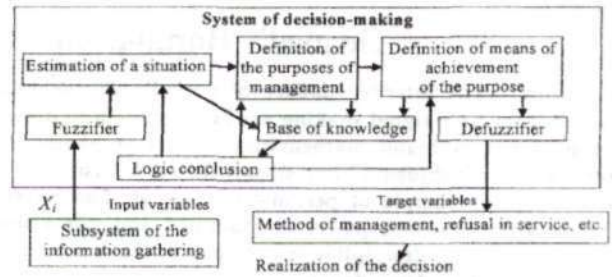 System of decision-making
Estimation of a situation
Definition of
the purposes of
management
Definition of means of
achievement
of the purpose
Fuzzifier
Base of knowledge
Defuzzifier
Logic conclusion
Xi
Input variables
Target variables
Subsystem of the
information gathering
Method of management, refusal in service, etc.
Realization of the decision